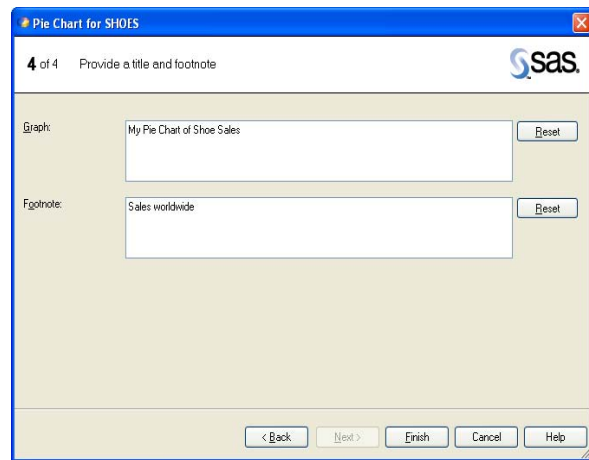 Pie Chart for SHOES
4 of 4 Provide a title and footnote
sas.
Graph:
My Pie Chart of Shoe Sales
Reset
Footnote:
Sales worldwide
Reset
< Back Next > Finish Cancel Help